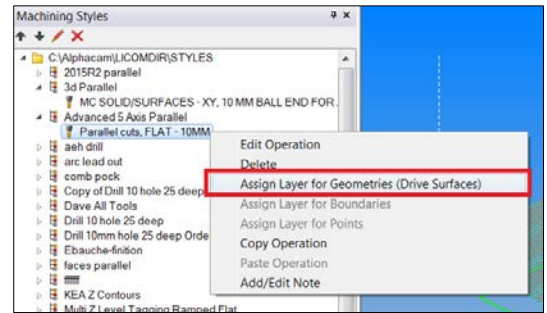 Machining Styles
C:\Alphacam\LICOMDIR\STYLES
2015R2 parallel
3d Parallel
MC SOLID/SURFACES - XY, 10 MM BALL END FOR.
Advanced 5 Axis Parallel
Parallel cuts, FLAT - 10MM
aeh drill
arc lead out
comb pock
Copy of Drill 10 hole 25 deep
Dave All Tools
Drill 10 hole 25 deep
Drill 10mm hole 25 deep Orde
Ebauche-finition
faces parallel
KEA Z Contours
Multi Z Level Tagging Ramped Flat
Edit Operation
Delete
Assign Layer for Geometries (Drive Surfaces)
Assign Layer for Boundaries
Assign Layer for Points
Copy Operation
Paste Operation
Add/Edit Note